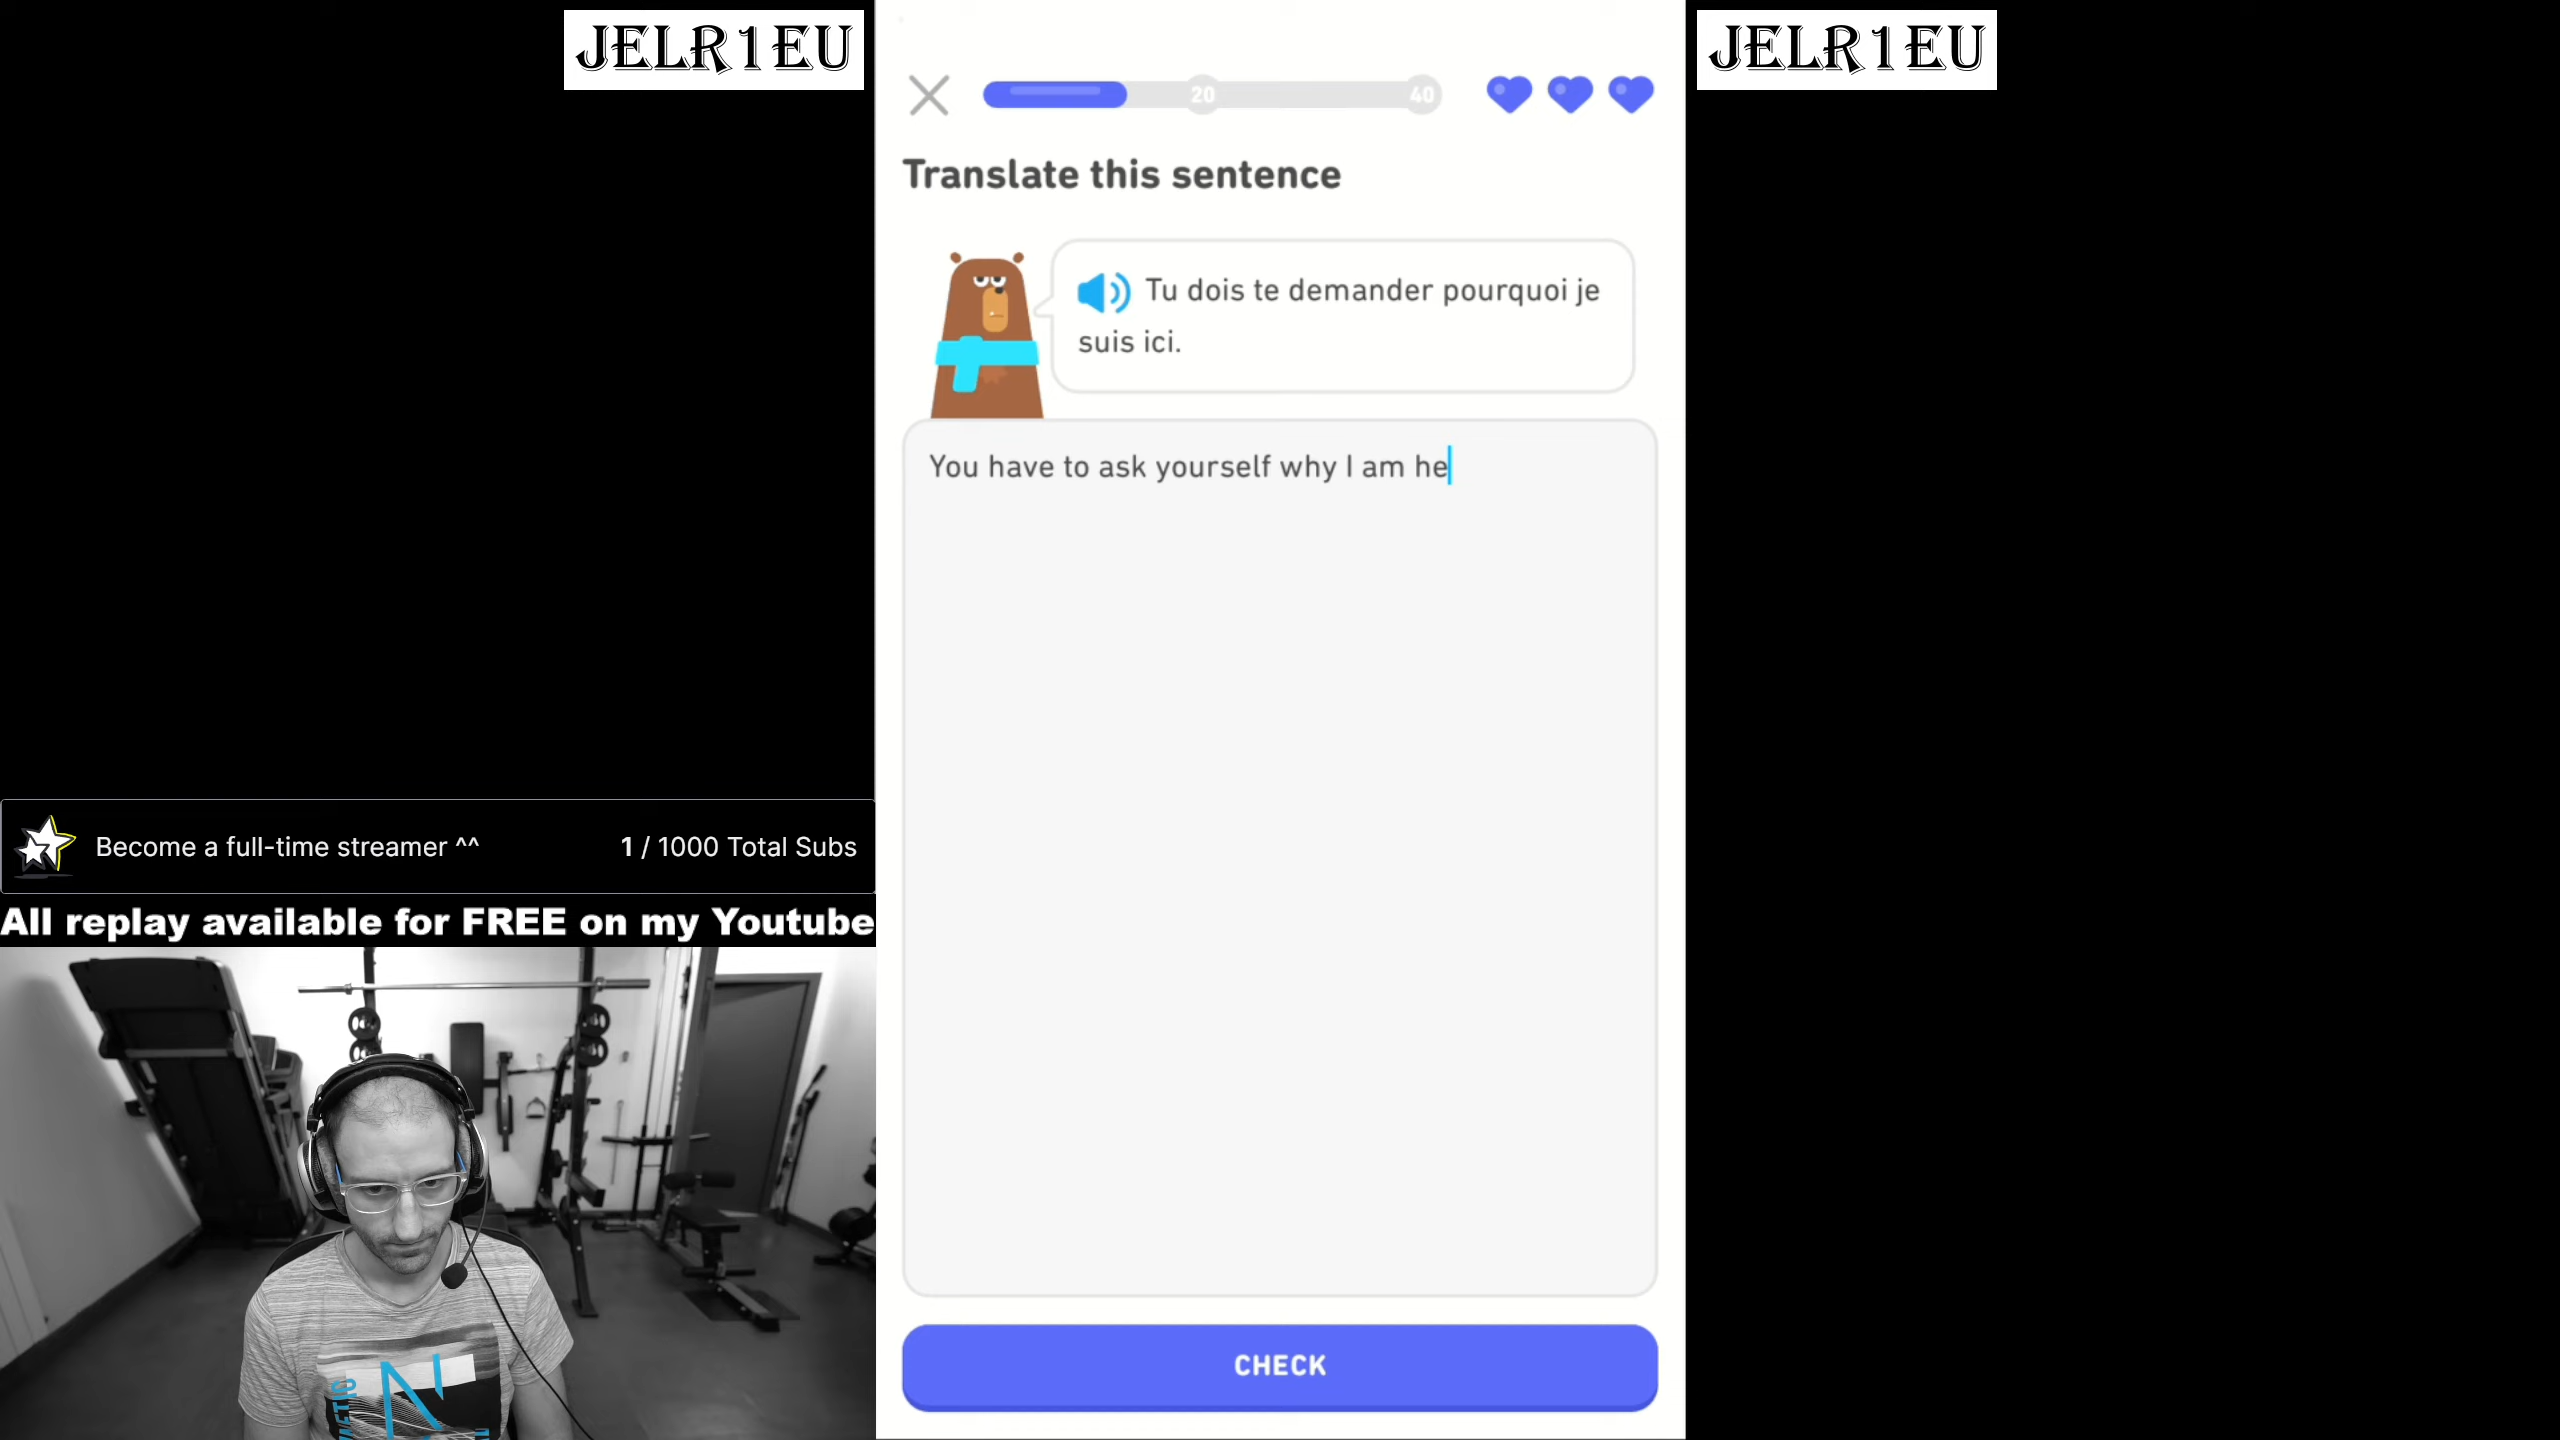 JELR1EU
JELR1EU
20
40
Translate this sentence
Tu dois te demander pourquoi je
suis ici.
You have to ask yourself why I am he
CHECK
Become a full-time streamer ^^
1 / 1000 Total Subs
All replay available for FREE on my Youtube
N